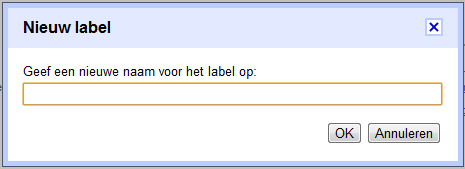 Nieuw label
Geef een nieuwe naam voor het label op:
OK Annuleren